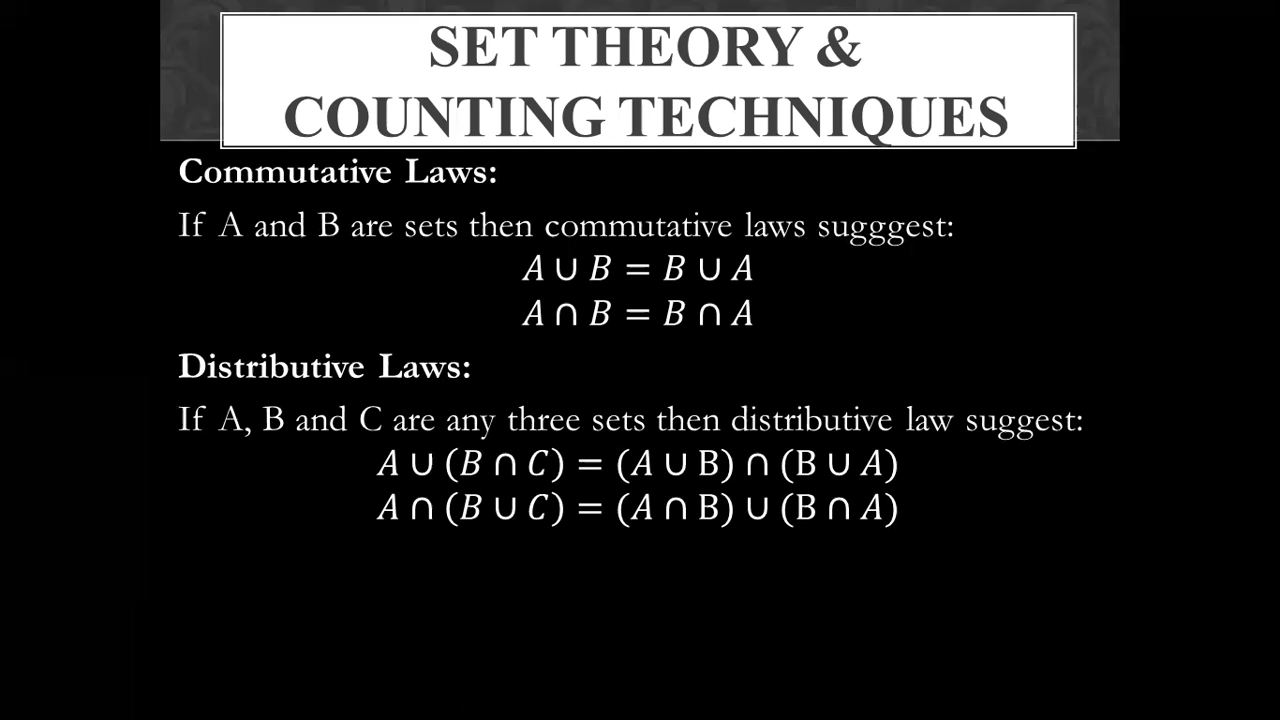 SET THEORY &
COUNTING TECHNIQUES
Commutative Laws:
If A and B are sets then commutative laws sugggest:
A ∪ B = B ∪ A
A ∩ B = B ∩ A
Distributive Laws:
If A, B and C are any three sets then distributive law suggest:
A ∪ (B ∩ C) = (A ∪ B) ∩ (B ∪ A)
A ∩ (B ∪ C) = (A ∩ B) ∪ (B ∩ A)